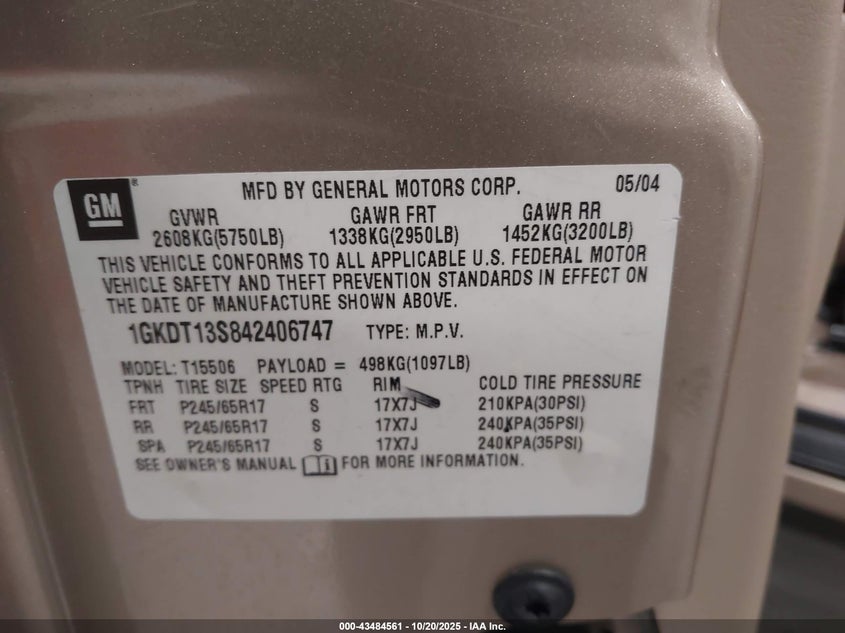 GM®
MFD BY GENERAL MOTORS CORP. 05/04
GVWR GAWR FRT GAWR RR
2608KG(5750LB) 1338KG(2950LB) 1452KG(3200LB)
THIS VEHICLE CONFORMS TO ALL APPLICABLE U.S. FEDERAL MOTOR
VEHICLE SAFETY AND THEFT PREVENTION STANDARDS IN EFFECT ON
THE DATE OF MANUFACTURE SHOWN ABOVE.
1GKDT13S842406747 TYPE: M.P.V.
MODEL: T15506 PAYLOAD = 498KG(1097LB)
TPNH TIRE SIZE SPEED RTG RIM COLD TIRE PRESSURE
FRT P245/65R17 S 17X7J 210KPA(30PSI)
RR P245/65R17 S 17X7J 240KPA(35PSI)
SPA P245/65R17 S 17X7J 240KPA(35PSI)
SEE OWNER'S MANUAL i FOR MORE INFORMATION.
000-43484561 - 10/20/2025 - IAA Inc.